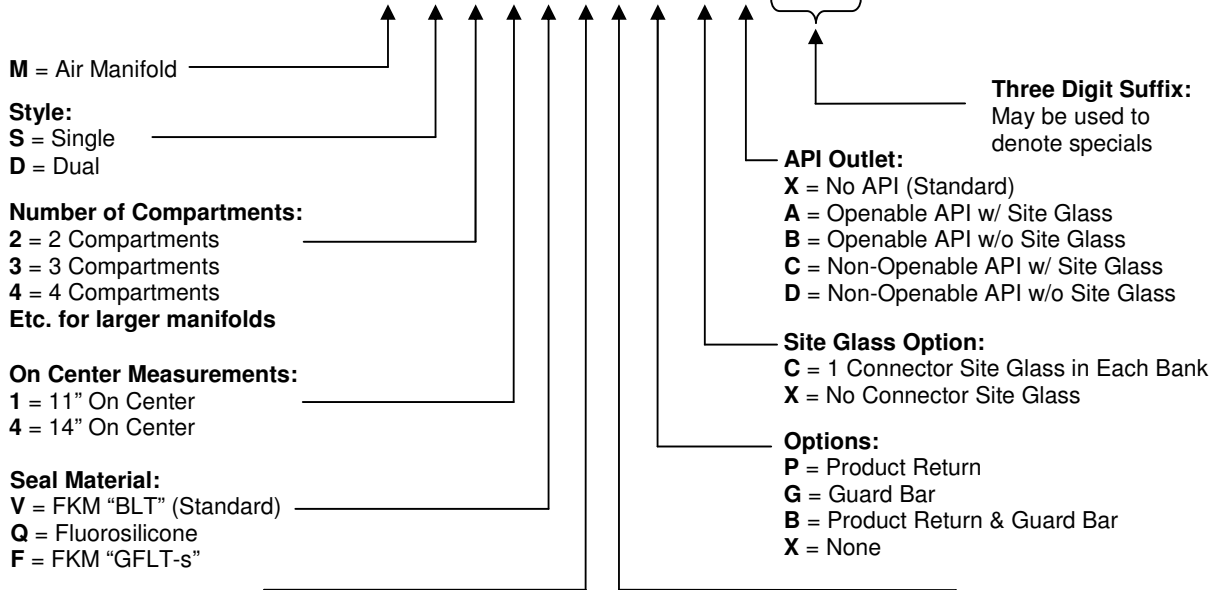 M = Air Manifold
Style:
S = Single
D = Dual
Number of Compartments:
2 = 2 Compartments
3 = 3 Compartments
4 = 4 Compartments
Etc. for larger manifolds
On Center Measurements:
1 = 11” On Center
4 = 14” On Center
Seal Material:
V = FKM “BLT” (Standard)
Q = Fluorosilicone
F = FKM “GFLT-s”
Three Digit Suffix:
May be used to
denote specials
API Outlet:
X = No API (Standard)
A = Openable API w/ Site Glass
B = Openable API w/o Site Glass
C = Non-Openable API w/ Site Glass
D = Non-Openable API w/o Site Glass
Site Glass Option:
C = 1 Connector Site Glass in Each Bank
X = No Connector Site Glass
Options:
P = Product Return
G = Guard Bar
B = Product Return & Guard Bar
X = None